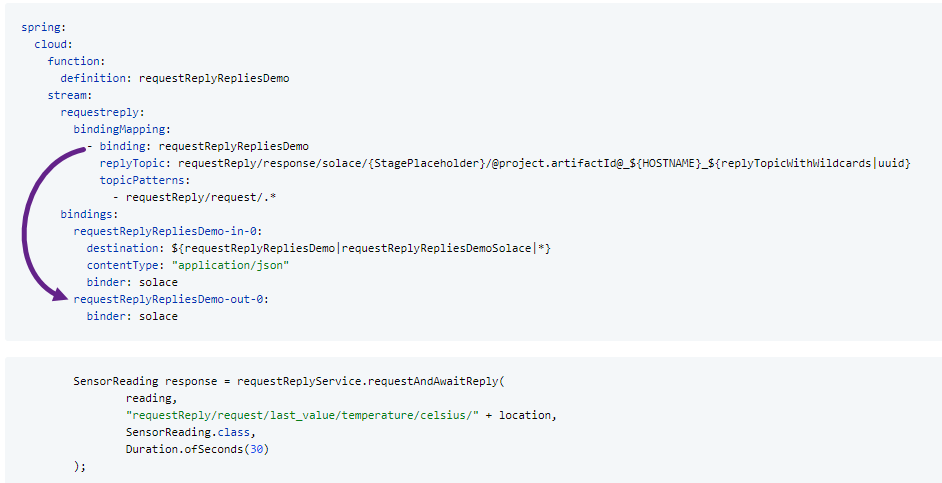 spring:
  cloud:
    function:
      definition: requestReplyRepliesDemo
    stream:
      requestreply:
        bindingMapping:
          - binding: requestReplyRepliesDemo
            replyTopic: requestReply/response/solace/{StagePlaceholder}/@project.artifactId@_${HOSTNAME}_${replyTopicWithWildcards|uuid}
            topicPatterns:
              - requestReply/request/.*
      bindings:
        requestReplyRepliesDemo-in-0:
          destination: ${requestReplyRepliesDemo|requestReplyRepliesDemoSolace|*}
          contentType: "application/json"
          binder: solace
        requestReplyRepliesDemo-out-0:
          binder: solace
        SensorReading response = requestReplyService.requestAndAwaitReply(
                reading,
                "requestReply/request/last_value/temperature/celsius/" + location,
                SensorReading.class,
                Duration.ofSeconds(30)
        );